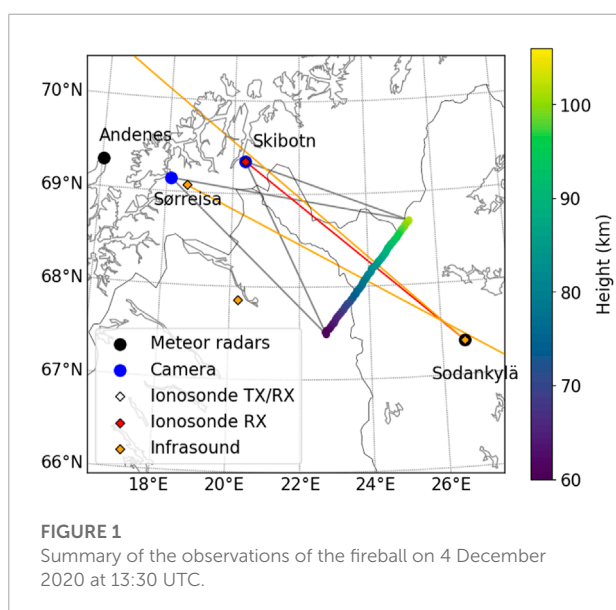 70°N
69°N
68°N
67°N
66°N
Andenes
Skibotn
Sørreisa
Sodankylä
Meteor radars
Camera
Ionosonde TX/RX
Ionosonde RX
Infrasound
18°E 20°E 22°E 24°E 26°E
100
90
80
70
60
Height (km)
FIGURE 1
Summary of the observations of the fireball on 4 December
2020 at 13:30 UTC.